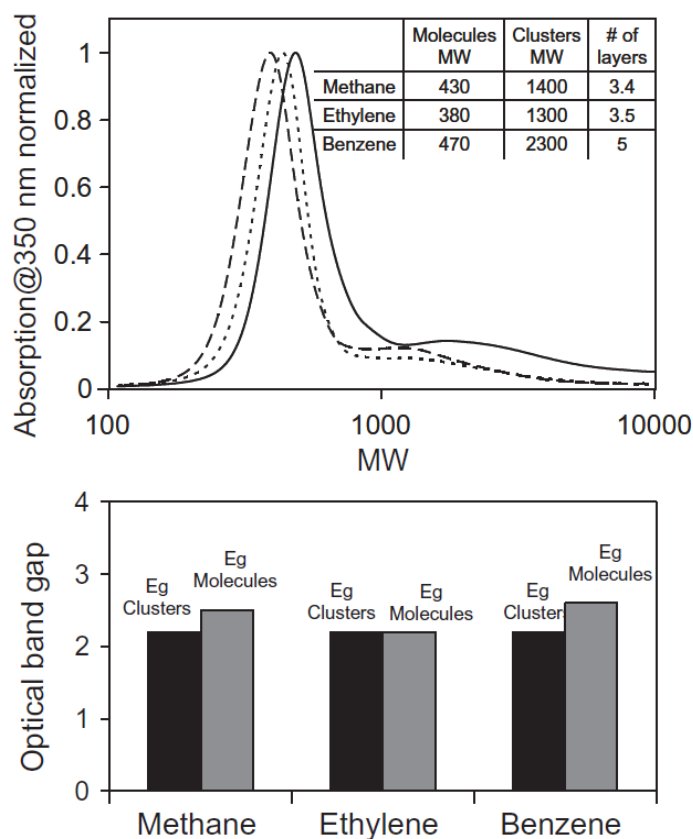 Absorption@350 nm normalized
1
0.8
0.6
0.4
0.2
0
Molecules MW Clusters MW # of layers
Methane 430 1400 3.4
Ethylene 380 1300 3.5
Benzene 470 2300 5
100 1000 10000
MW
Optical band gap
4
3
2
1
0
Eg Clusters
Eg Molecules
Eg Clusters
Eg Molecules
Eg Clusters
Eg Molecules
Methane Ethylene Benzene